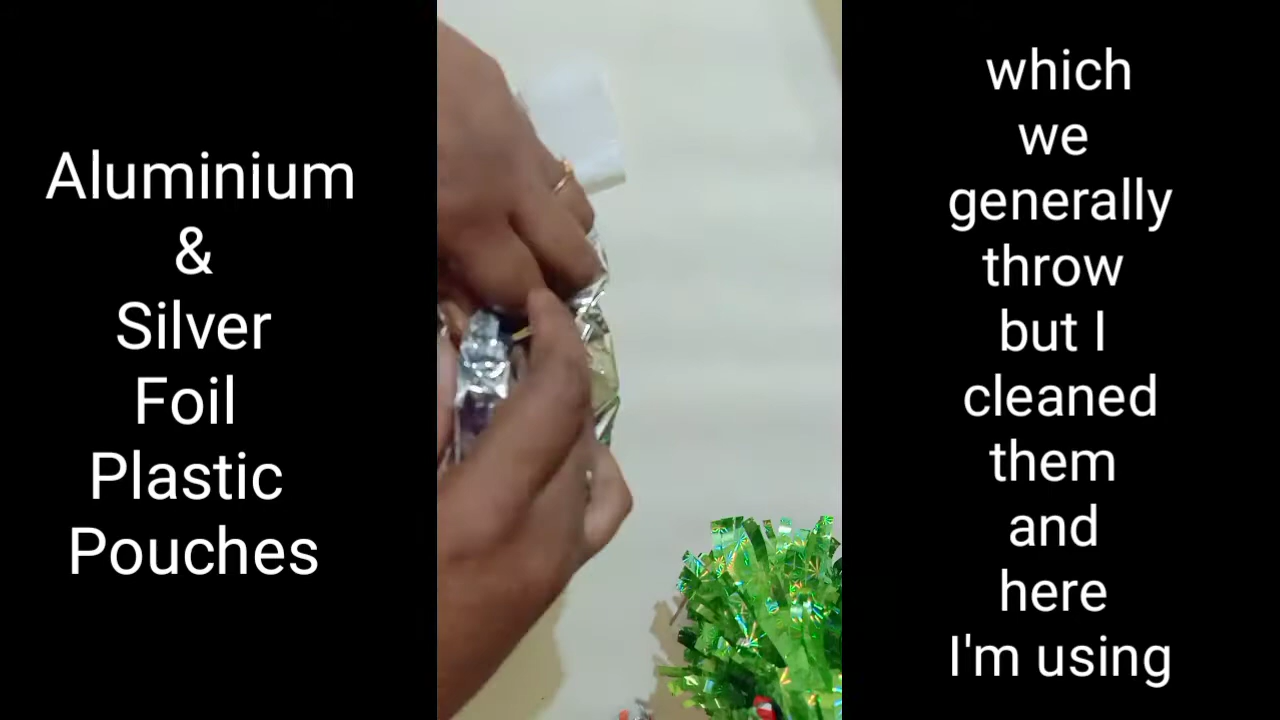 Aluminium
&
Silver
Foil
Plastic
Pouches
which
we
generally
throw
but I
cleaned
them
and
here
I'm using